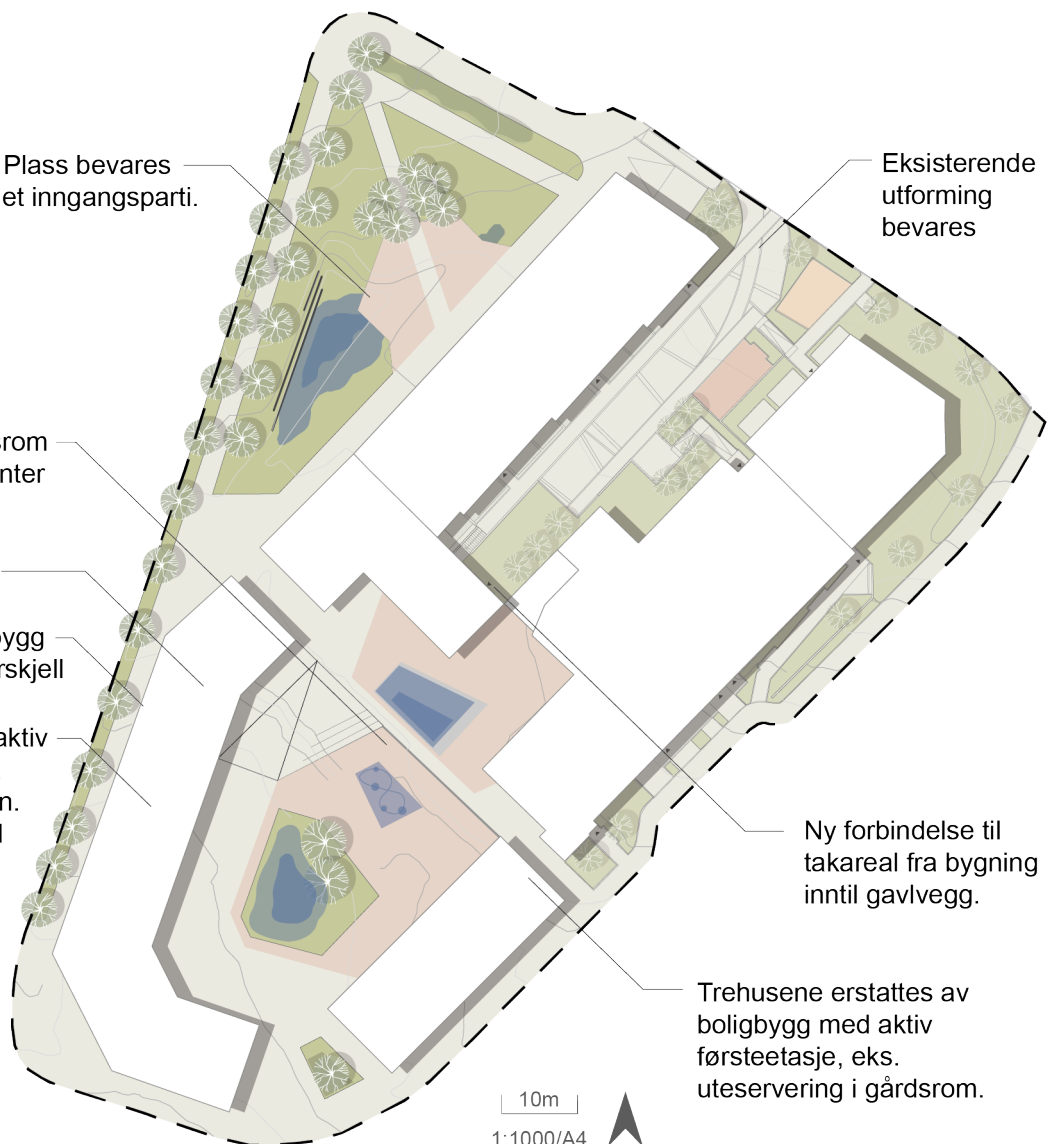 Plass bevares
et inngangsparti.
Eksisterende
utforming
bevares
srom
nter
ygg
rskjell
aktiv
n.
Ny forbindelse til
takareal fra bygning
inntil gavlvegg.
Trehusene erstattes av
boligbygg med aktiv
førsteetasje, eks.
uteservering i gårdsrom.
10m
1:1000/A4